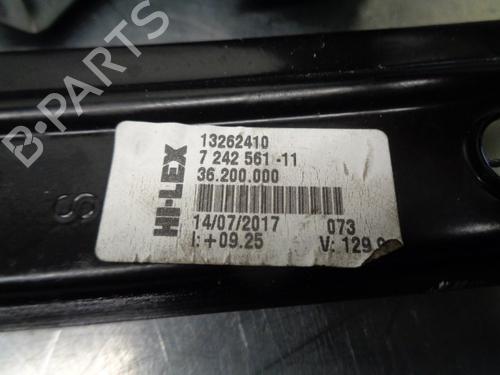 B-PARTS
HI-LEX
13262410
7 242 561 -11
36.200.000
14/07/2017 073
I:+09.25 V: 129.
S